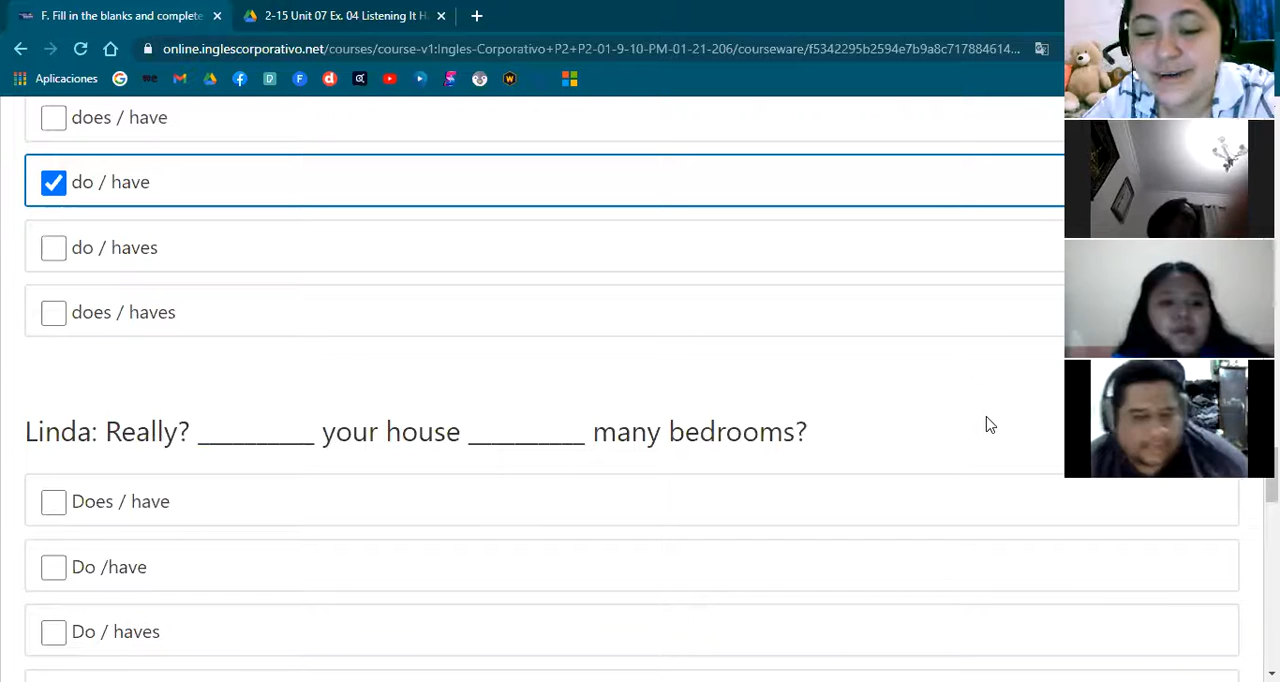 F. Fill in the blanks and complete
2-15 Unit 07 Ex. 04 Listening It H
online.inglescorporativo.net/courses/course-v1:Ingles-Corporativo+P2+P2-01-9-10-PM-01-21-206/courseware/f5342295b2594e7b9a8c717884614...
Aplicaciones
does / have
do / have
do / haves
does / haves
Linda: Really? __________ your house __________ many bedrooms?
Does / have
Do /have
Do / haves